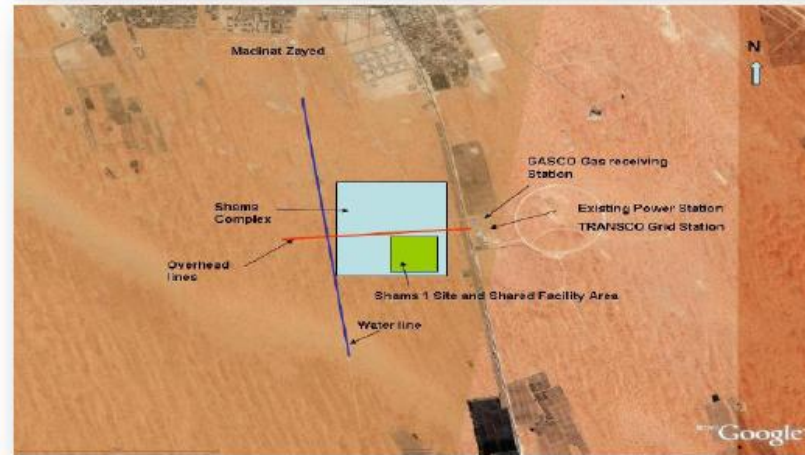 Madinat Zayed
N
GASCO Gas receiving
Station
Shams
Complex
Existing Power Station
TRANSCO Grid Station
Overhead
lines
Shams 1 Site and Shared Facility Area
Water line
Google